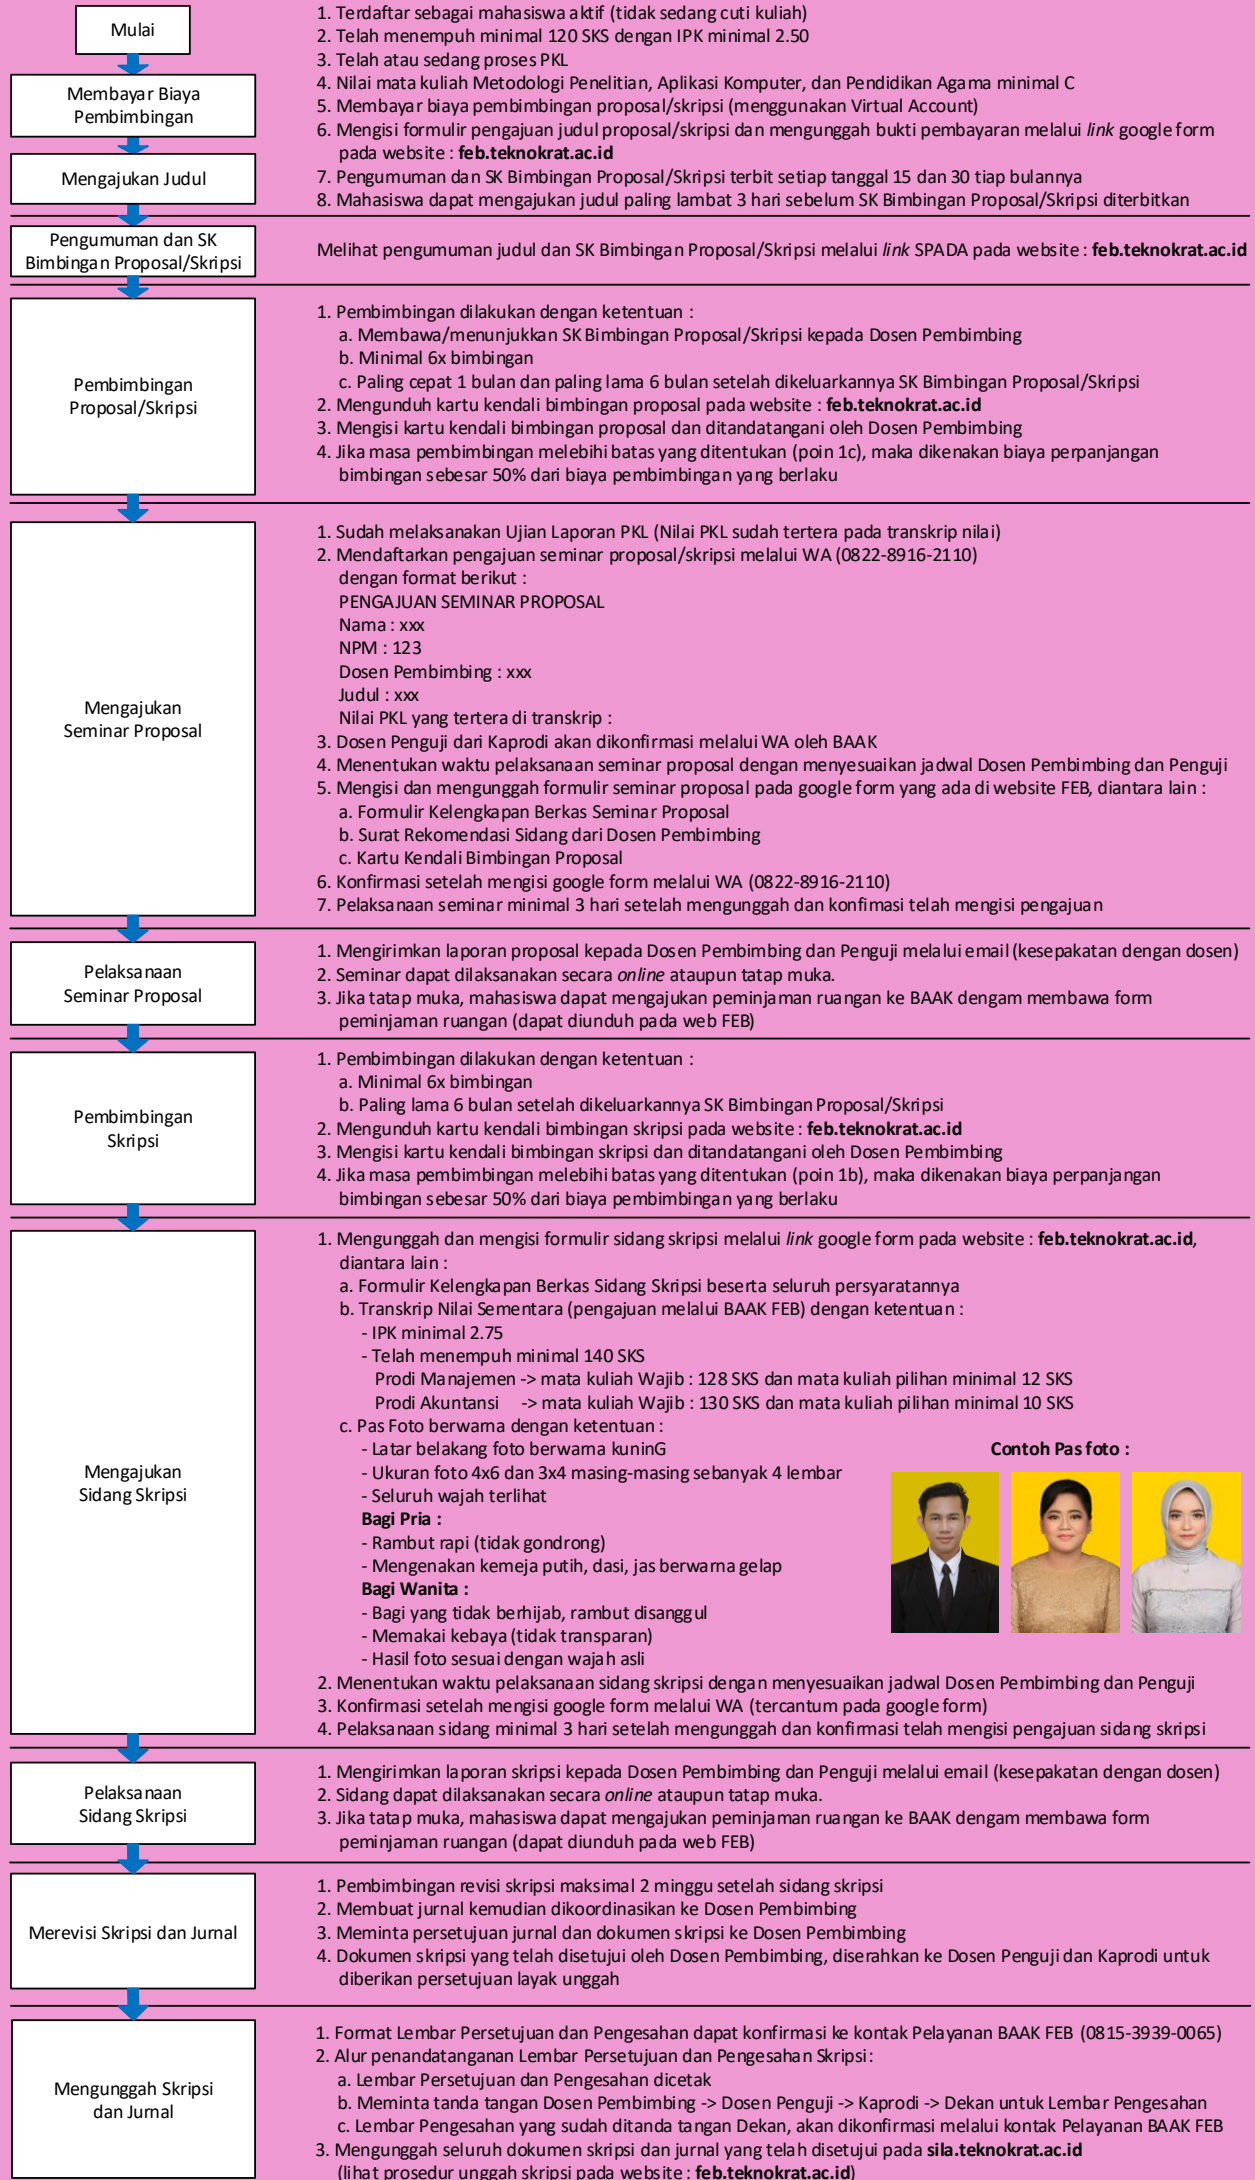 Mulai
1. Terdaftar sebagai mahasiswa aktif (tidak sedang cuti kuliah)
2. Telah menempuh minimal 120 SKS dengan IPK minimal 2.50
3. Telah atau sedang proses PKL
Membayar Biaya
Pembimbingan
4. Nilai mata kuliah Metodologi Penelitian, Aplikasi Komputer, dan Pendidikan Agama minimal C
5. Membayar biaya pembimbingan proposal/skripsi (menggunakan Virtual Account)
6. Mengisi formulir pengajuan judul proposal/skripsi dan mengunggah bukti pembayaran melalui link google form
pada website : feb.teknokrat.ac.id
Mengajukan Judul
7. Pengumuman dan SK Bimbingan Proposal/Skripsi terbit setiap tanggal 15 dan 30 tiap bulannya
8. Mahasiswa dapat mengajukan judul paling lambat 3 hari sebelum SK Bimbingan Proposal/Skripsi diterbitkan
Pengumuman dan SK
Bimbingan Proposal/Skripsi
Melihat pengumuman judul dan SK Bimbingan Proposal/Skripsi melalui link SPADA pada website : feb.teknokrat.ac.id
Pembimbingan
Proposal/Skripsi
1. Pembimbingan dilakukan dengan ketentuan :
a. Membawa/menunjukkan SK Bimbingan Proposal/Skripsi kepada Dosen Pembimbing
b. Minimal 6x bimbingan
c. Paling cepat 1 bulan dan paling lama 6 bulan setelah dikeluarkannya SK Bimbingan Proposal/Skripsi
2. Mengunduh kartu kendali bimbingan proposal pada website : feb.teknokrat.ac.id
3. Mengisi kartu kendali bimbingan proposal dan ditandatangani oleh Dosen Pembimbing
4. Jika masa pembimbingan melebihi batas yang ditentukan (poin 1c), maka dikenakan biaya perpanjangan
bimbingan sebesar 50% dari biaya pembimbingan yang berlaku
Mengajukan
Seminar Proposal
1. Sudah melaksanakan Ujian Laporan PKL (Nilai PKL sudah tertera pada transkrip nilai)
2. Mendaftarkan pengajuan seminar proposal/skripsi melalui WA (0822-8916-2110)
dengan format berikut :
PENGAJUAN SEMINAR PROPOSAL
Nama : xxx
NPM : 123
Dosen Pembimbing : xxx
Judul : xxx
Nilai PKL yang tertera di transkrip :
3. Dosen Penguji dari Kaprodi akan dikonfirmasi melalui WA oleh BAAK
4. Menentukan waktu pelaksanaan seminar proposal dengan menyesuaikan jadwal Dosen Pembimbing dan Penguji
5. Mengisi dan mengunggah formulir seminar proposal pada google form yang ada di website FEB, diantara lain :
a. Formulir Kelengkapan Berkas Seminar Proposal
b. Surat Rekomendasi Sidang dari Dosen Pembimbing
c. Kartu Kendali Bimbingan Proposal
6. Konfirmasi setelah mengisi google form melalui WA (0822-8916-2110)
7. Pelaksanaan seminar minimal 3 hari setelah mengunggah dan konfimasi telah mengisi pengajuan
Pelaksanaan
Seminar Proposal
1. Mengirimkan laporan proposal kepada Dosen Pembimbing dan Penguji melalui email (kesepakatan dengan dosen)
2. Seminar dapat dilaksanakan secara online ataupun tatap muka.
3. Jika tatap muka, mahasiswa dapat mengajukan peminjaman ruangan ke BAAK dengam membawa form
peminjaman ruangan (dapat diunduh pada web FEB)
Pembimbingan
Skripsi
1. Pembimbingan dilakukan dengan ketentuan :
a. Minimal 6x bimbingan
b. Paling lama 6 bulan setelah dikeluarkannya SK Bimbingan Proposal/Skripsi
2. Mengunduh kartu kendali bimbingan skripsi pada website : feb.teknokrat.ac.id
3. Mengisi kartu kendali bimbingan skripsi dan ditandatangani oleh Dosen Pembimbing
4. Jika masa pembimbingan melebihi batas yang ditentukan (poin 1b), maka dikenakan biaya perpanjangan
bimbingan sebesar 50% dari biaya pembimbingan yang berlaku
Mengajukan
Sidang Skripsi
1. Mengunggah dan mengisi formulir sidang skripsi melalui link google form pada website : feb.teknokrat.ac.id,
diantara lain :
a. Formulir Kelengkapan Berkas Sidang Skripsi beserta seluruh persyaratannya
b. Transkrip Nilai Sementara (pengajuan melalui BAAK FEB) dengan ketentuan :
- IPK minimal 2.75
- Telah menempuh minimal 140 SKS
Prodi Manajemen -> mata kuliah Wajib : 128 SKS dan mata kuliah pilihan minimal 12 SKS
Prodi Akuntansi -> mata kuliah Wajib : 130 SKS dan mata kuliah pilihan minimal 10 SKS
c. Pas Foto berwarna dengan ketentuan :
- Latar belakang foto berwarna kuninG
- Ukuran foto 4x6 dan 3x4 masing-masing sebanyak 4 lembar
- Seluruh wajah terlihat
Bagi Pria :
- Rambut rapi (tidak gondrong)
- Mengenakan kemeja putih, dasi, jas berwarna gelap
Bagi Wanita :
- Bagi yang tidak berhijab, rambut disanggul
- Memakai kebaya (tidak transparan)
- Hasil foto sesuai dengan wajah asli
Contoh Pas foto :
2. Menentukan waktu pelaksanaan sidang skripsi dengan menyesuaikan jadwal Dosen Pembimbing dan Penguji
3. Konfirmasi setelah mengisi google form melalui WA (tercantum pada google form)
4. Pelaksanaan sidang minimal 3 hari setelah mengunggah dan konfirmasi telah mengisi pengajuan sidang skripsi
Pelaksanaan
Sidang Skripsi
1. Mengirimkan laporan skripsi kepada Dosen Pembimbing dan Penguji melalui email (kesepakatan dengan dosen)
2. Sidang dapat dilaksanakan secara online ataupun tatap muka.
3. Jika tatap muka, mahasiswa dapat mengajukan peminjaman ruangan ke BAAK dengam membawa form
peminjaman ruangan (dapat diunduh pada web FEB)
Merevisi Skripsi dan Jurnal
1. Pembimbingan revisi skripsi maksimal 2 minggu setelah sidang skripsi
2. Membuat jurnal kemudian dikoordinasikan ke Dosen Pembimbing
3. Meminta persetujuan jurnal dan dokumen skripsi ke Dosen Pembimbing
4. Dokumen skripsi yang telah disetujui oleh Dosen Pembimbing, diserahkan ke Dosen Penguji dan Kaprodi untuk
diberikan persetujuan layak unggah
Mengunggah Skripsi
dan Jurnal
1. Format Lembar Persetujuan dan Pengesahan dapat konfirmasi ke kontak Pelayanan BAAK FEB (0815-3939-0065)
2. Alur penandatanganan Lembar Persetujuan dan Pengesahan Skripsi:
a. Lembar Persetujuan dan Pengesahan dicetak
b. Meminta tanda tangan Dosen Pembimbing -> Dosen Penguji -> Kaprodi -> Dekan untuk Lembar Pengesahan
c. Lembar Pengesahan yang sudah ditanda tangan Dekan, akan dikonfirmasi melalui kontak Pelayanan BAAK FEB
3. Mengunggah seluruh dokumen skripsi dan jurnal yang telah disetujui pada sila.teknokrat.ac.id
(lihat prosedur unggah skripsi pada website : feb.teknokrat.ac.id)